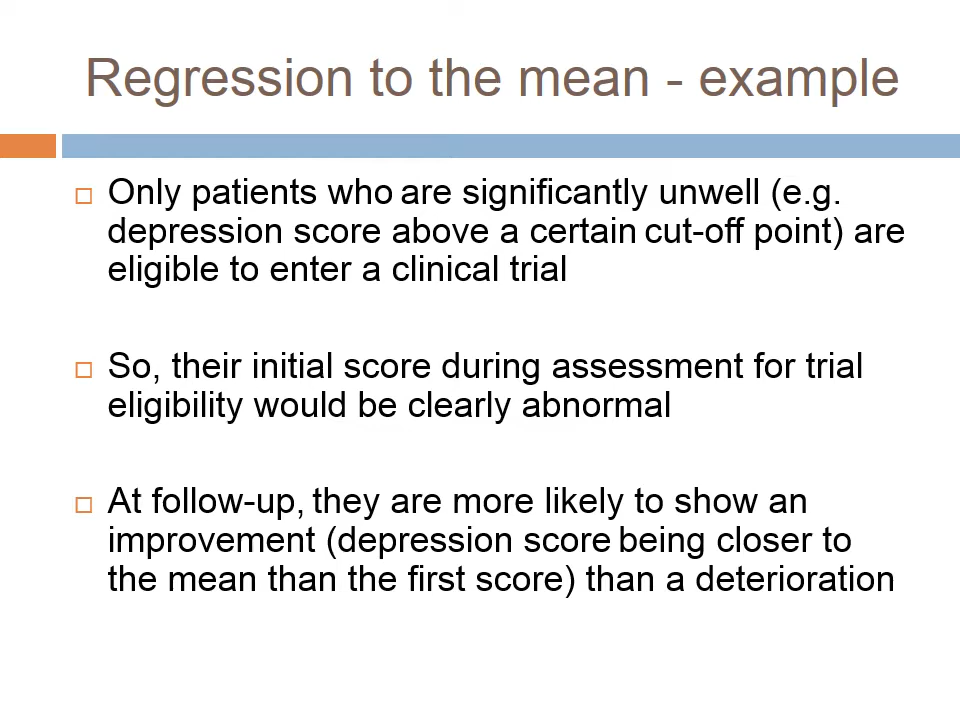 Regression to the mean - example
Only patients who are significantly unwell (e.g.
depression score above a certain cut-off point) are
eligible to enter a clinical trial
So, their initial score during assessment for trial
eligibility would be clearly abnormal
At follow-up, they are more likely to show an
improvement (depression score being closer to
the mean than the first score) than a deterioration